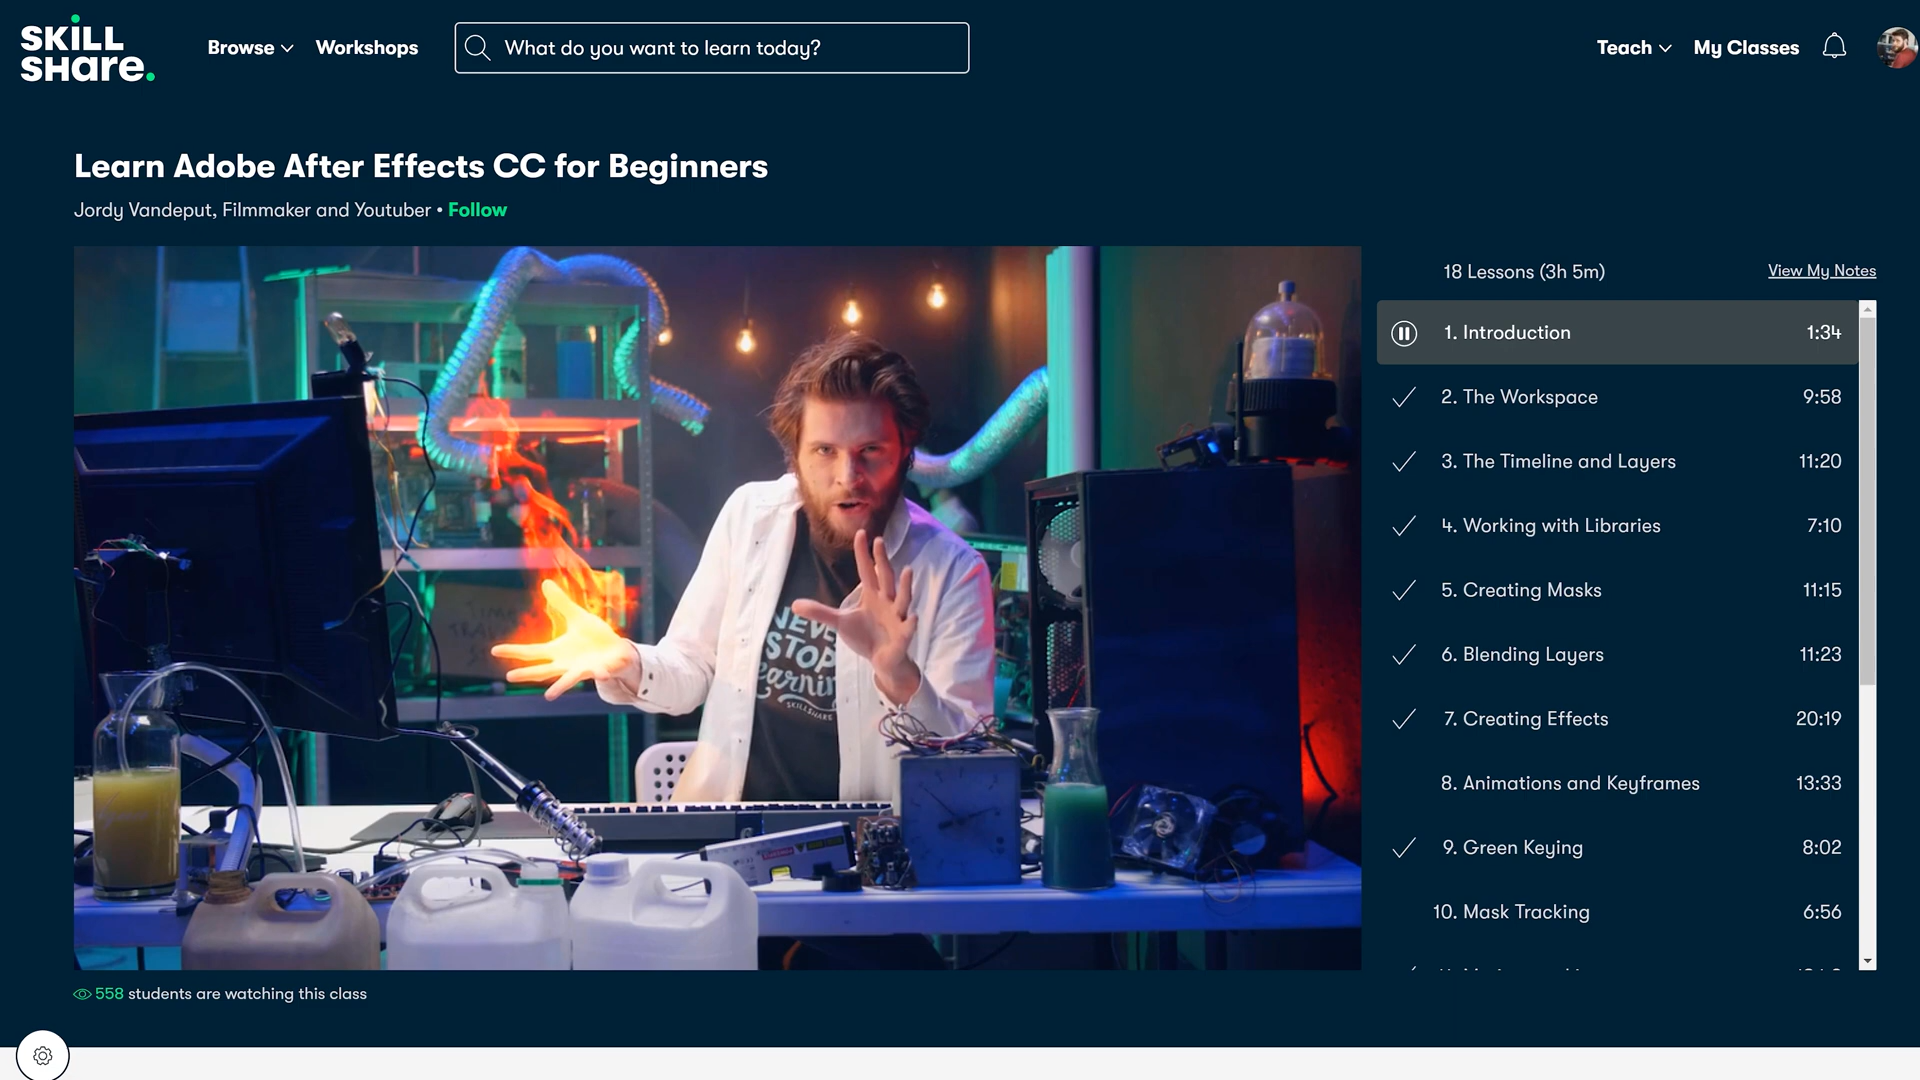 SKILL
SHare.
Browse
Workshops
What do you want to learn today?
Teach
My Classes
Learn Adobe After Effects CC for Beginners
Jordy Vandeput, Filmmaker and Youtuber • Follow
NEVE
STOP
earnin
SKILLSHARE
18 Lessons (3h 5m)
View My Notes
1. Introduction 1:34
2. The Workspace 9:58
3. The Timeline and Layers 11:20
4. Working with Libraries 7:10
5. Creating Masks 11:15
6. Blending Layers 11:23
7. Creating Effects 20:19
8. Animations and Keyframes 13:33
9. Green Keying 8:02
10. Mask Tracking 6:56
558 students are watching this class